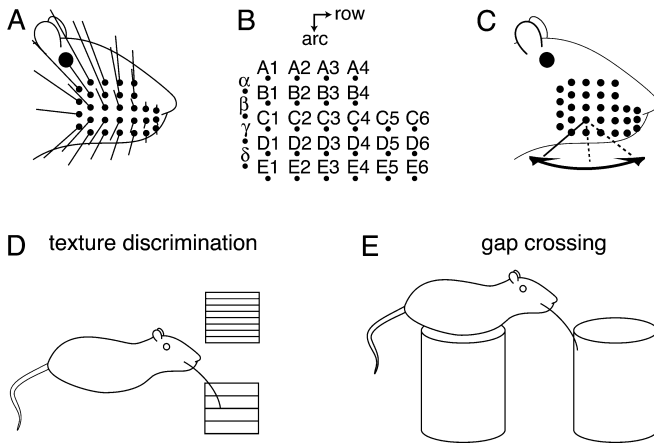 A
B
row
arc
A1 A2 A3 A4
α
B1 B2 B3 B4
β
C1 C2 C3 C4 C5 C6
γ
D1 D2 D3 D4 D5 D6
δ
E1 E2 E3 E4 E5 E6
C
D texture discrimination
E gap crossing